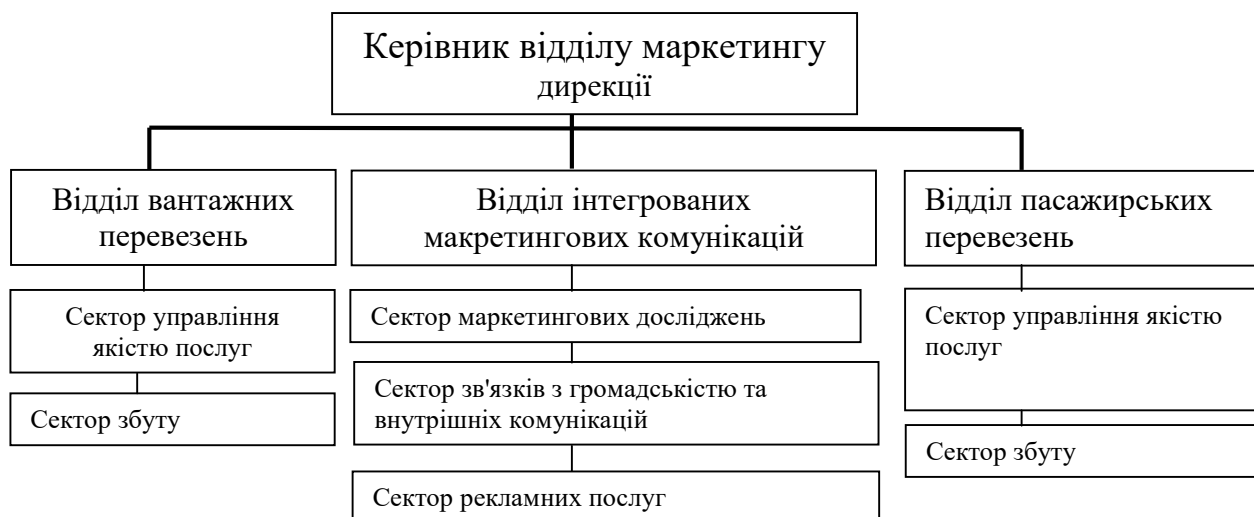 Керівник відділу маркетингу
дирекції
Відділ вантажних
перевезень
Відділ інтегрованих
макретингових комунікацій
Відділ пасажирських
перевезень
Сектор управління
якістю послуг
Сектор маркетингових досліджень
Сектор управління якістю
послуг
Сектор збуту
Сектор зв'язків з громадськістю та
внутрішніх комунікацій
Сектор збуту
Сектор рекламних послуг